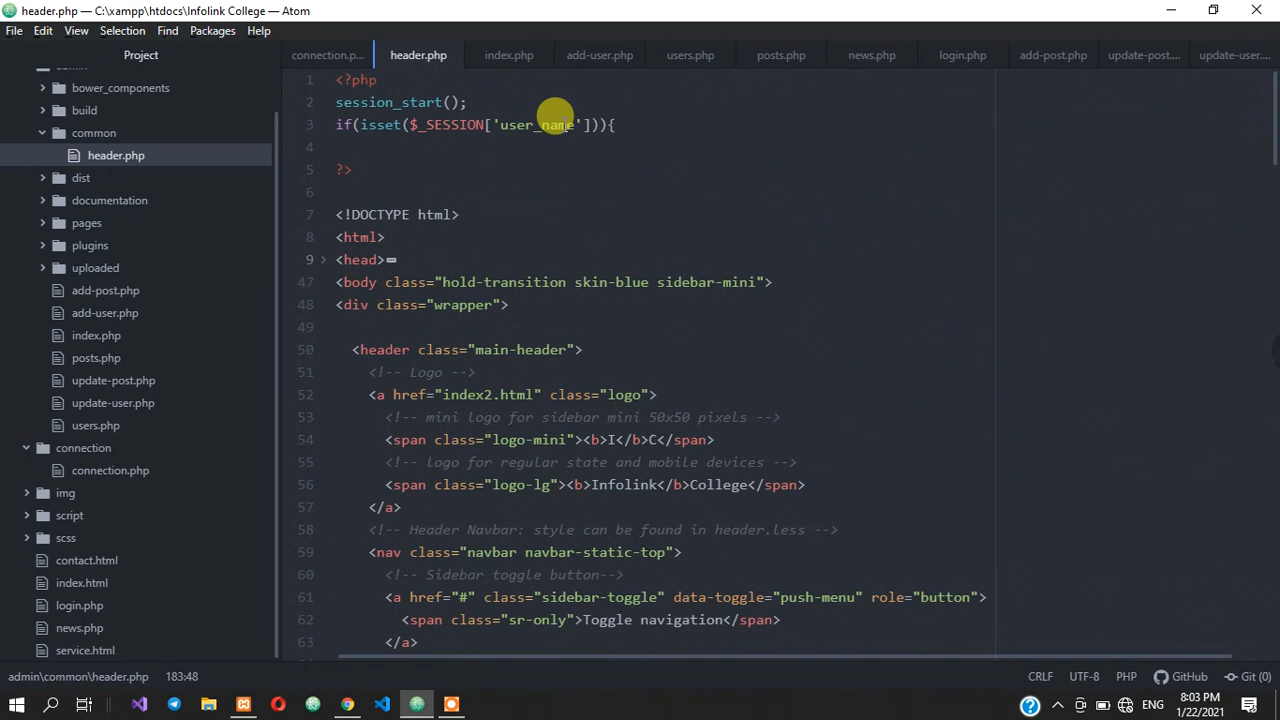 header.php — C:\xampp\htdocs\Infolink College — Atom
File Edit View Selection Find Packages Help
Project
connection.p... header.php index.php add-user.php users.php posts.php news.php login.php add-post.php update-post.... update-user....
bower_components
build
common
header.php
dist
documentation
pages
plugins
uploaded
add-post.php
add-user.php
index.php
posts.php
update-post.php
update-user.php
users.php
connection
connection.php
img
script
scss
contact.html
index.html
login.php
news.php
service.html
1 <?php
2 session_start();
3 if(isset($_SESSION['user_name'])){
4
5 ?>
6
7 <!DOCTYPE html>
8 <html>
9 <head>
47 <body class="hold-transition skin-blue sidebar-mini">
48 <div class="wrapper">
49
50 <header class="main-header">
51 <!-- Logo -->
52 <a href="index2.html" class="logo">
53 <!-- mini logo for sidebar mini 50x50 pixels -->
54 <span class="logo-mini"><b>I</b>C</span>
55 <!-- logo for regular state and mobile devices -->
56 <span class="logo-lg"><b>Infolink</b>College</span>
57 </a>
58 <!-- Header Navbar: style can be found in header.less -->
59 <nav class="navbar navbar-static-top">
60 <!-- Sidebar toggle button-->
61 <a href="#" class="sidebar-toggle" data-toggle="push-menu" role="button">
62 <span class="sr-only">Toggle navigation</span>
63 </a>
admin\common\header.php 183:48 CRLF UTF-8 PHP GitHub Git (0)
ENG 8:03 PM
1/22/2021